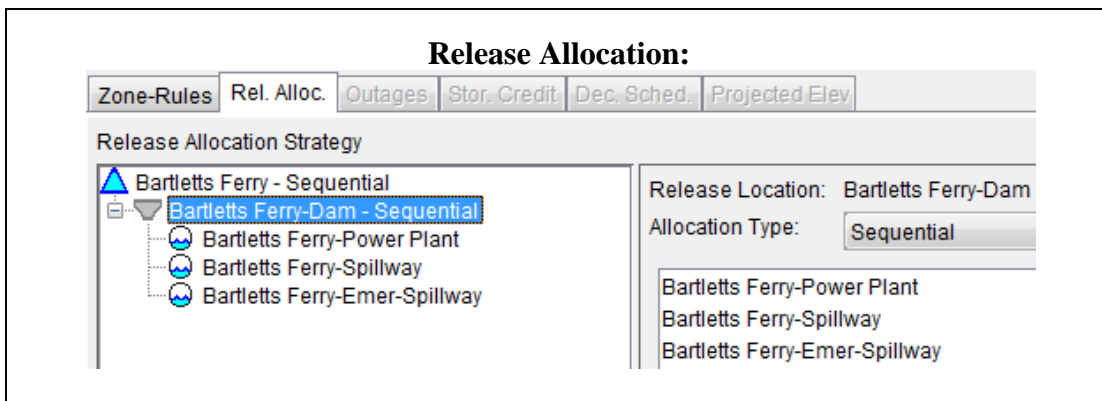 Release Allocation:
Zone-Rules Rel. Alloc. Outages Stor. Credit Dec. Sched. Projected Elev
Release Allocation Strategy
Bartletts Ferry - Sequential
Bartletts Ferry-Dam - Sequential
Bartletts Ferry-Power Plant
Bartletts Ferry-Spillway
Bartletts Ferry-Emer-Spillway
Release Location: Bartletts Ferry-Dam
Allocation Type: Sequential
Bartletts Ferry-Power Plant
Bartletts Ferry-Spillway
Bartletts Ferry-Emer-Spillway